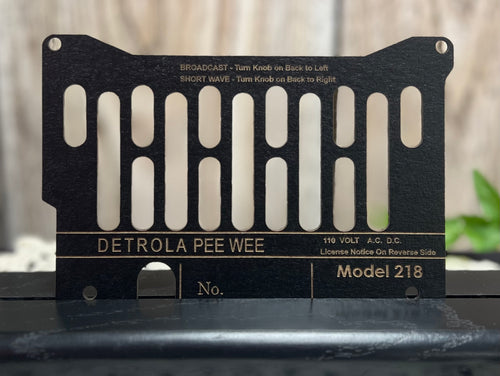 BROADCAST - Turn Knob on Back to Left
SHORT WAVE - Turn Knob on Back to Right
DETROLA PEE WEE
110 VOLT A.C. D.C.
License Notice On Reverse Side
Model 218
No.